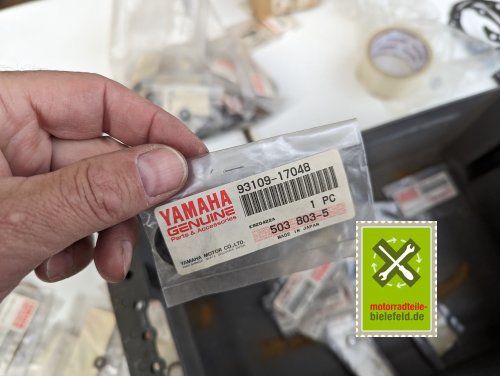 93109-17048
YAMAHA
GENUINE
Parts & Accessories
1 PC
503 803-5
MADE IN JAPAN
YAMAHA MOTOR CO.,LTD.
motorradteile-
bielefeld.de